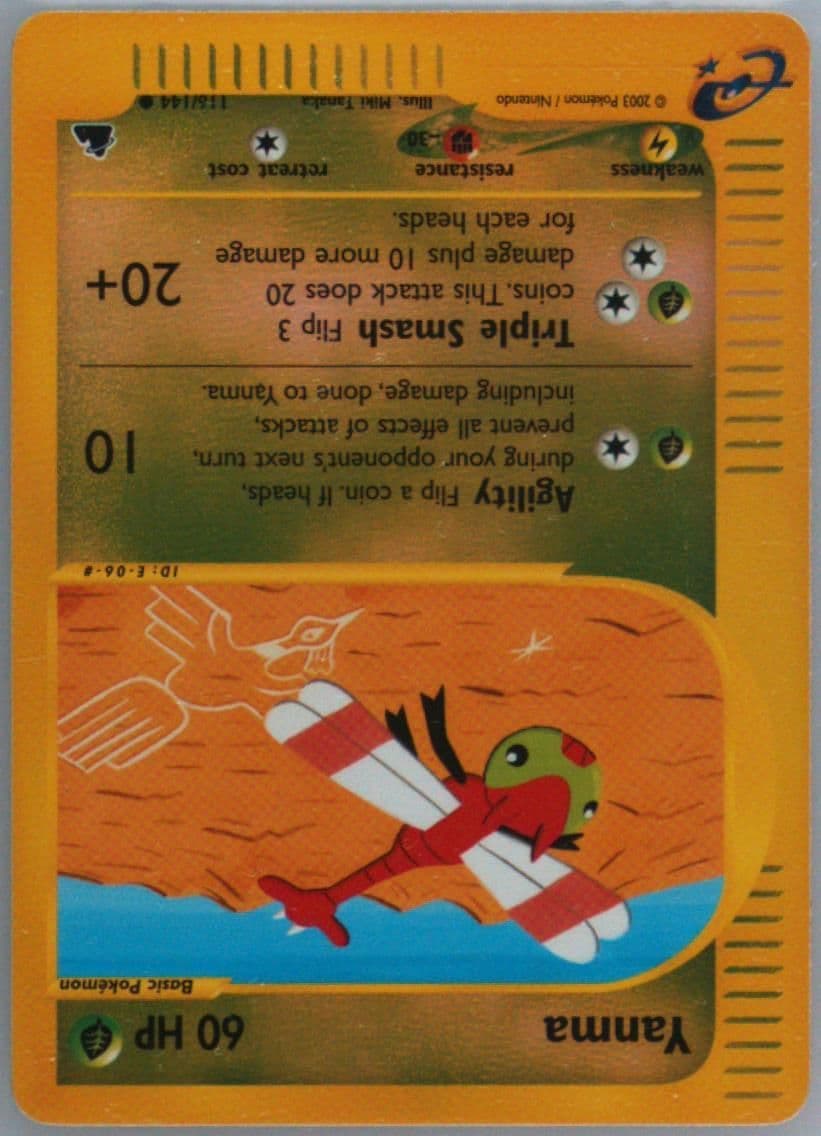 Yanma
60 HP
Basic Pokémon
ID: E-06-#
Agility Flip a coin. If heads,
during your opponent's next turn,
prevent all effects of attacks,
including damage, done to Yanma.
10
Triple Smash Flip 3
coins. This attack does 20
damage plus 10 more damage
for each heads.
20+
weakness
resistance
-30
retreat cost
© 2003 Pokémon / Nintendo
Illus. Miki Tanaka
116/144 ●